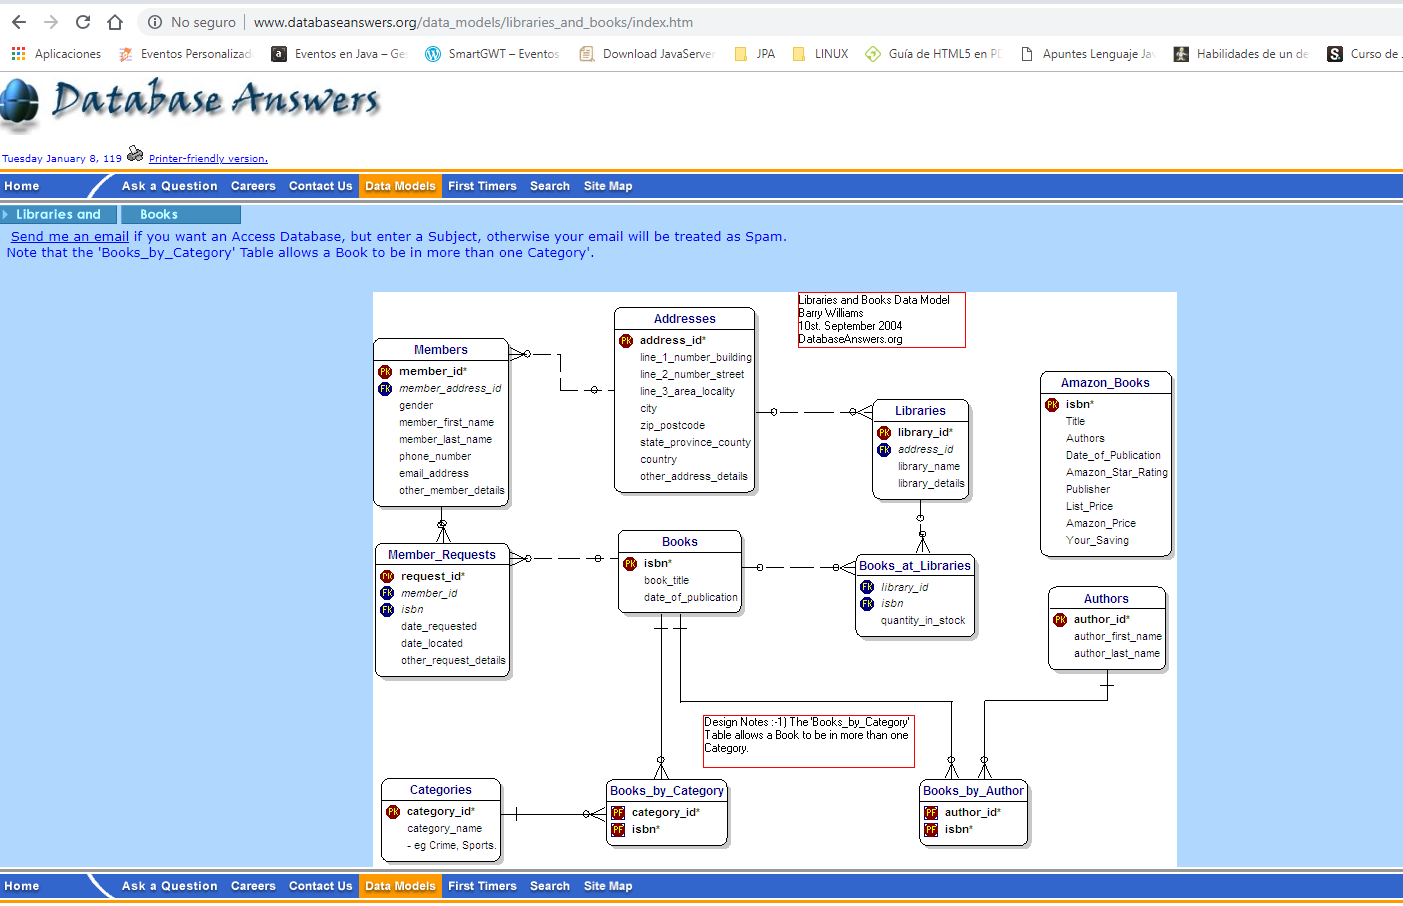 No seguro
www.databaseanswers.org/data_models/libraries_and_books/index.htm
Aplicaciones
Eventos Personalizad
Eventos en Java – Ge
SmartGWT – Eventos
Download JavaServer
JPA
LINUX
Guía de HTML5 en PD
Apuntes Lenguaje Jav
Habilidades de un de
Curso de
Database Answers
Tuesday January 8, 119
Printer-friendly version.
Home
Ask a Question
Careers
Contact Us
Data Models
First Timers
Search
Site Map
Libraries and
Books
Send me an email if you want an Access Database, but enter a Subject, otherwise your email will be treated as Spam.
Note that the 'Books_by_Category' Table allows a Book to be in more than one Category'.
Libraries and Books Data Model
Barry Williams
10st. September 2004
DatabaseAnswers.org
Members
PK member_id*
FK member_address_id
gender
member_first_name
member_last_name
phone_number
email_address
other_member_details
Addresses
PK address_id*
line_1_number_building
line_2_number_street
line_3_area_locality
city
zip_postcode
state_province_county
country
other_address_details
Libraries
PK library_id*
FK address_id
library_name
library_details
Amazon_Books
PK isbn*
Title
Authors
Date_of_Publication
Amazon_Star_Rating
Publisher
List_Price
Amazon_Price
Your_Saving
Member_Requests
PK request_id*
FK member_id
FK isbn
date_requested
date_located
other_request_details
Books
PK isbn*
book_title
date_of_publication
Books_at_Libraries
FK library_id
FK isbn
quantity_in_stock
Authors
PK author_id*
author_first_name
author_last_name
Design Notes :-1) The 'Books_by_Category'
Table allows a Book to be in more than one
Category.
Categories
PK category_id*
category_name
- eg Crime, Sports.
Books_by_Category
PF category_id*
PF isbn*
Books_by_Author
PF author_id*
PF isbn*
Home
Ask a Question
Careers
Contact Us
Data Models
First Timers
Search
Site Map